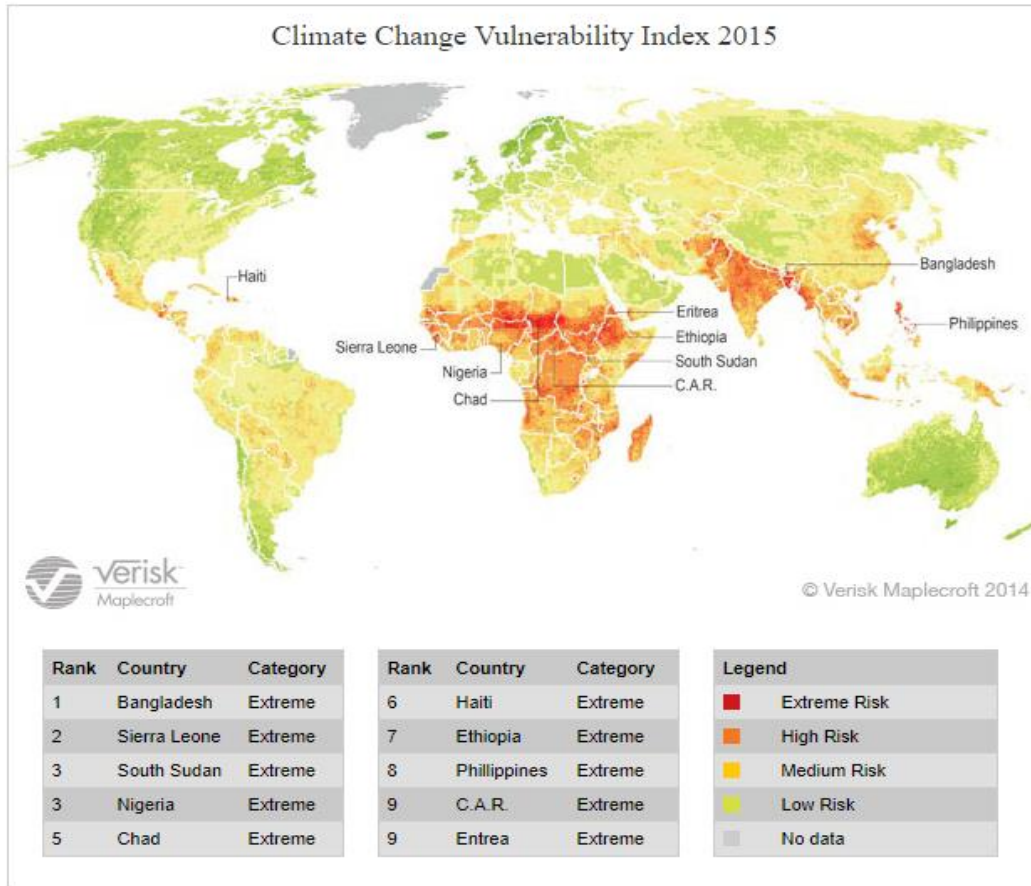 Climate Change Vulnerability Index 2015
Haiti
Bangladesh
Eritrea
Philippines
Sierra Leone
Ethiopia
South Sudan
Nigeria
C.A.R.
Chad
verisk
Maplecroft
© Verisk Maplecroft 2014
Rank Country Category
1 Bangladesh Extreme
2 Sierra Leone Extreme
3 South Sudan Extreme
3 Nigeria Extreme
5 Chad Extreme
Rank Country Category
6 Haiti Extreme
7 Ethiopia Extreme
8 Phillippines Extreme
9 C.A.R. Extreme
9 Entrea Extreme
Legend
Extreme Risk
High Risk
Medium Risk
Low Risk
No data